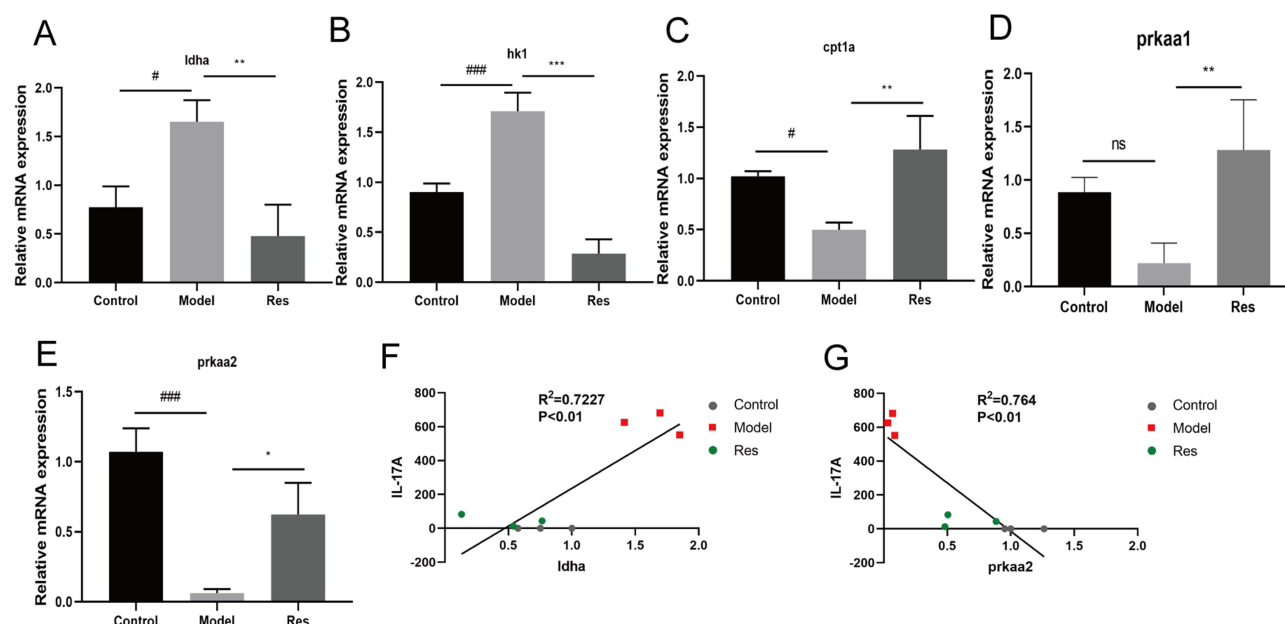 A
ldha
Relative mRNA expression
2.0
1.5
1.0
0.5
0.0
#
**
Control Model Res
B
hk1
Relative mRNA expression
2.0
1.5
1.0
0.5
0.0
###
***
Control Model Res
C
cpt1a
Relative mRNA expression
2.0
1.5
1.0
0.5
0.0
#
**
Control Model Res
D
prkaa1
Relative mRNA expression
2.0
1.5
1.0
0.5
0.0
ns
**
Control Model Res
E
prkaa2
Relative mRNA expression
1.5
1.0
0.5
0.0
###
*
Control Model Res
F
R²=0.7227
P<0.01
IL-17A
800
600
400
200
0
-200
0.5 1.0 1.5 2.0
ldha
Control
Model
Res
G
R²=0.764
P<0.01
IL-17A
800
600
400
200
0
-200
0.5 1.0 1.5 2.0
prkaa2
Control
Model
Res